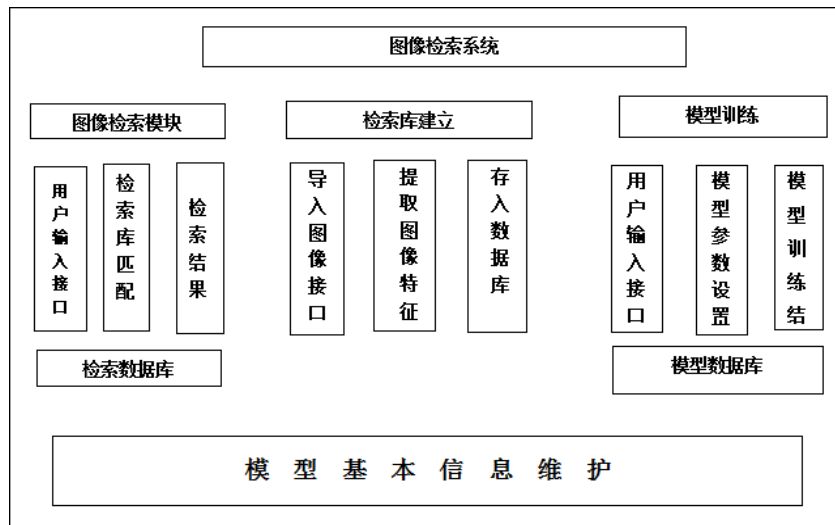 图像检索系统
图像检索模块
检索库建立
模型训练
用户输入接口
检索库匹配
检索结果
导入图像接口
提取图像特征
存入数据库
用户输入接口
模型参数设置
模型训练结
检索数据库
模型数据库
模型基本信息维护